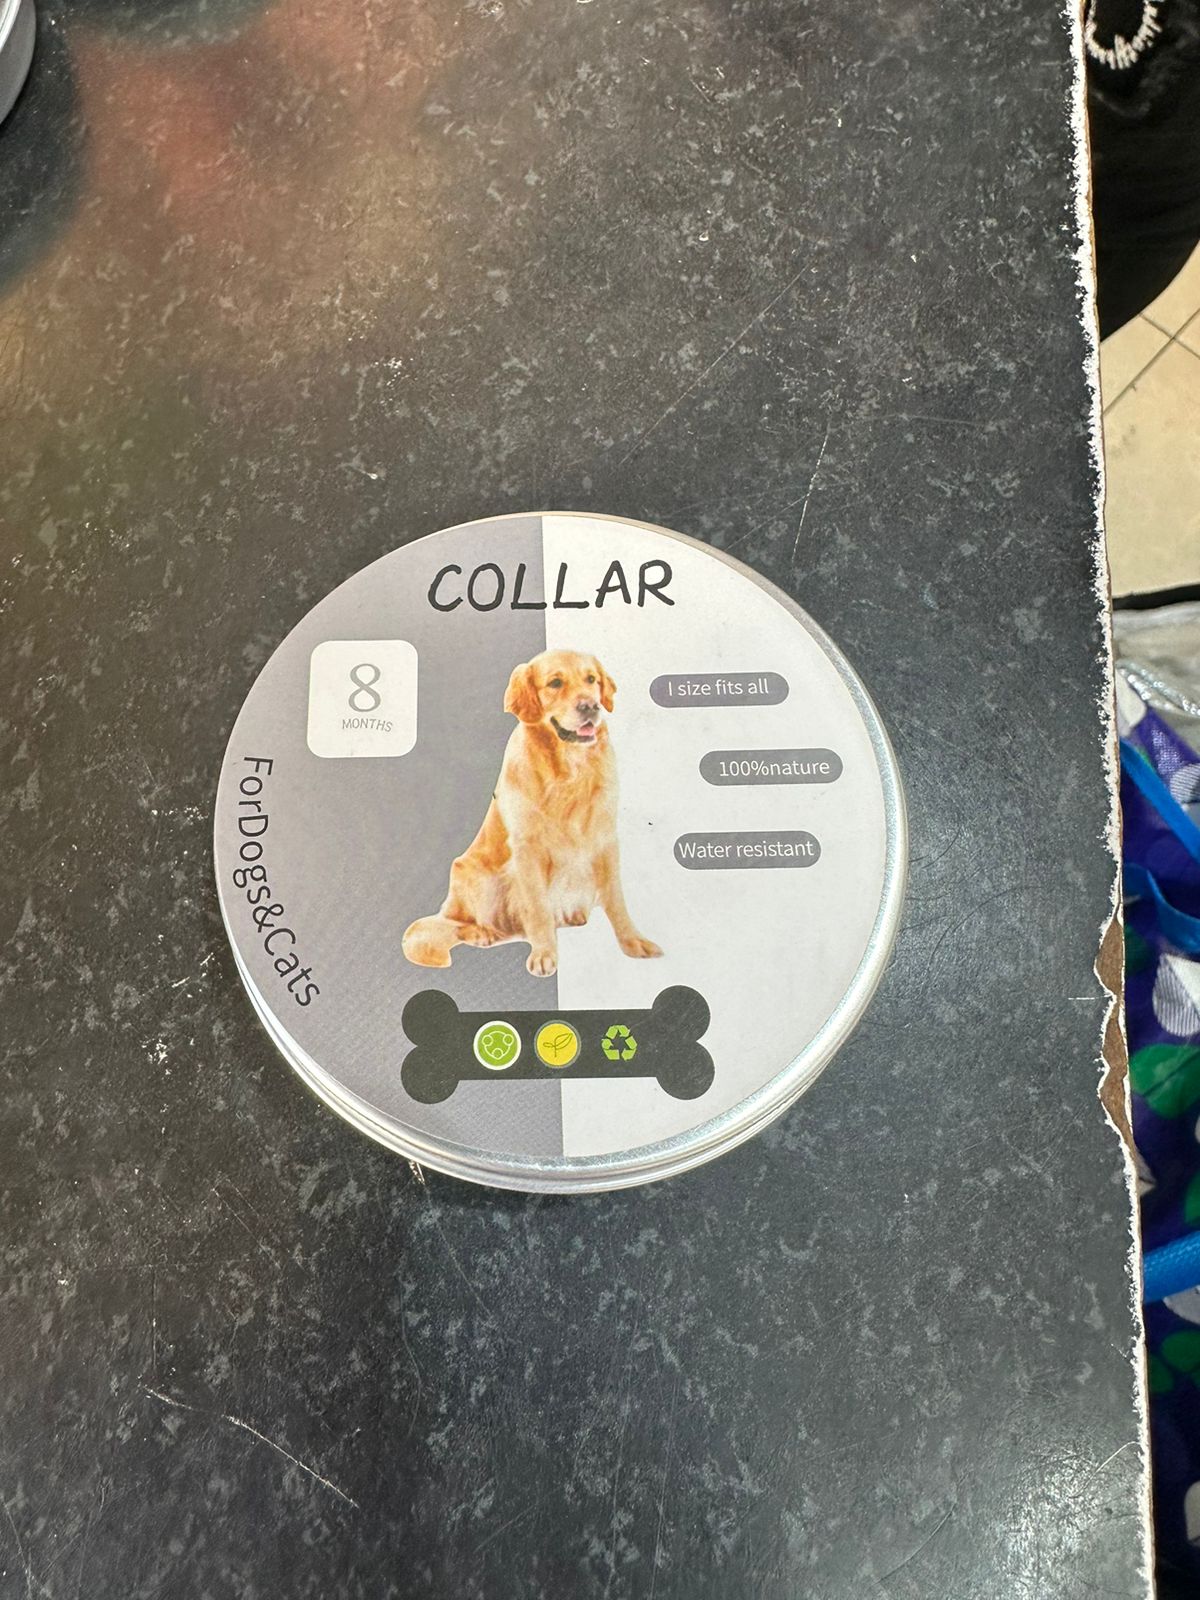 COLLAR
8
MONTHS
I size fits all
100%nature
Water resistant
ForDogs&Cats